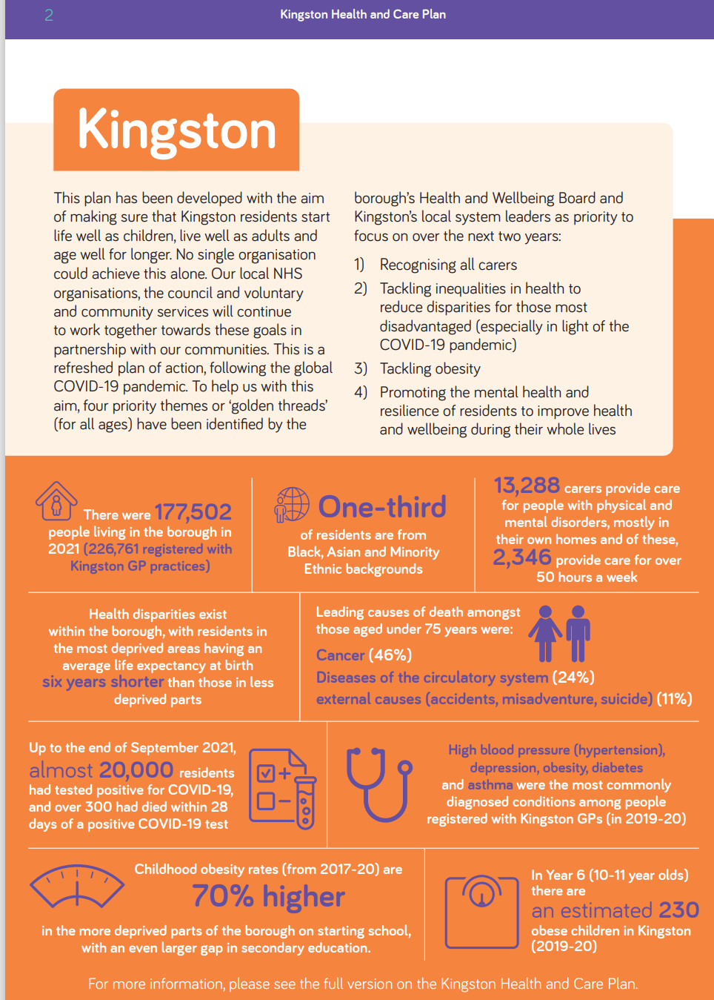 2
Kingston Health and Care Plan
Kingston
This plan has been developed with the aim
of making sure that Kingston residents start
life well as children, live well as adults and
age well for longer. No single organisation
could achieve this alone. Our local NHS
organisations, the council and voluntary
and community services will continue
to work together towards these goals in
partnership with our communities. This is a
refreshed plan of action, following the global
COVID-19 pandemic. To help us with this
aim, four priority themes or ‘golden threads’
(for all ages) have been identified by the
borough’s Health and Wellbeing Board and
Kingston’s local system leaders as priority to
focus on over the next two years:
1) Recognising all carers
2) Tackling inequalities in health to
reduce disparities for those most
disadvantaged (especially in light of the
COVID-19 pandemic)
3) Tackling obesity
4) Promoting the mental health and
resilience of residents to improve health
and wellbeing during their whole lives
There were 177,502
people living in the borough in
2021 (226,761 registered with
Kingston GP practices)
One-third
of residents are from
Black, Asian and Minority
Ethnic backgrounds
13,288 carers provide care
for people with physical and
mental disorders, mostly in
their own homes and of these,
2,346 provide care for over
50 hours a week
Health disparities exist
within the borough, with residents in
the most deprived areas having an
average life expectancy at birth
six years shorter than those in less
deprived parts
Leading causes of death amongst
those aged under 75 years were:
Cancer (46%)
Diseases of the circulatory system (24%)
external causes (accidents, misadventure, suicide) (11%)
Up to the end of September 2021,
almost 20,000 residents
had tested positive for COVID-19,
and over 300 had died within 28
days of a positive COVID-19 test
High blood pressure (hypertension),
depression, obesity, diabetes
and asthma were the most commonly
diagnosed conditions among people
registered with Kingston GPs (in 2019-20)
Childhood obesity rates (from 2017-20) are
70% higher
in the more deprived parts of the borough on starting school,
with an even larger gap in secondary education.
In Year 6 (10-11 year olds)
there are
an estimated 230
obese children in Kingston
(2019-20)
For more information, please see the full version on the Kingston Health and Care Plan.